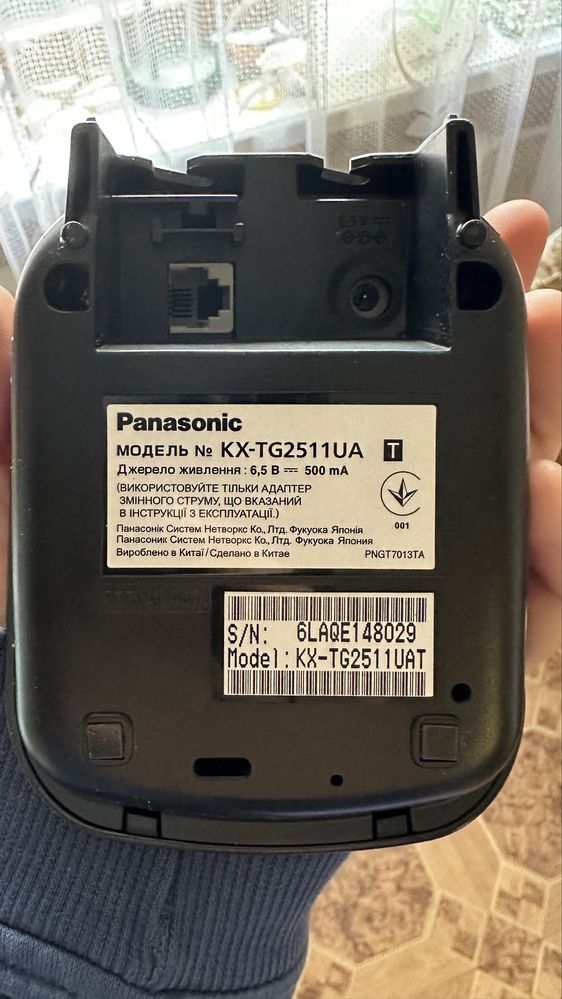 6.5V
Panasonic
МОДЕЛЬ № KX-TG2511UA T
Джерело живлення : 6,5 В ⎓ 500 mA
(ВИКОРИСТОВУЙТЕ ТІЛЬКИ АДАПТЕР
ЗМІННОГО СТРУМУ, ЩО ВКАЗАНИЙ
В ІНСТРУКЦІЇ З ЕКСПЛУАТАЦІЇ.)
001
Панасонік Систем Нетворкс Ко., Лтд. Фукуока Японія
Панасоник Систем Нетворкс Ко., Лтд. Фукуока Япония
Вироблено в Китаї/Сделано в Китае PNGT7013TA
S/N: 6LAQE148029
Model: KX-TG2511UAT